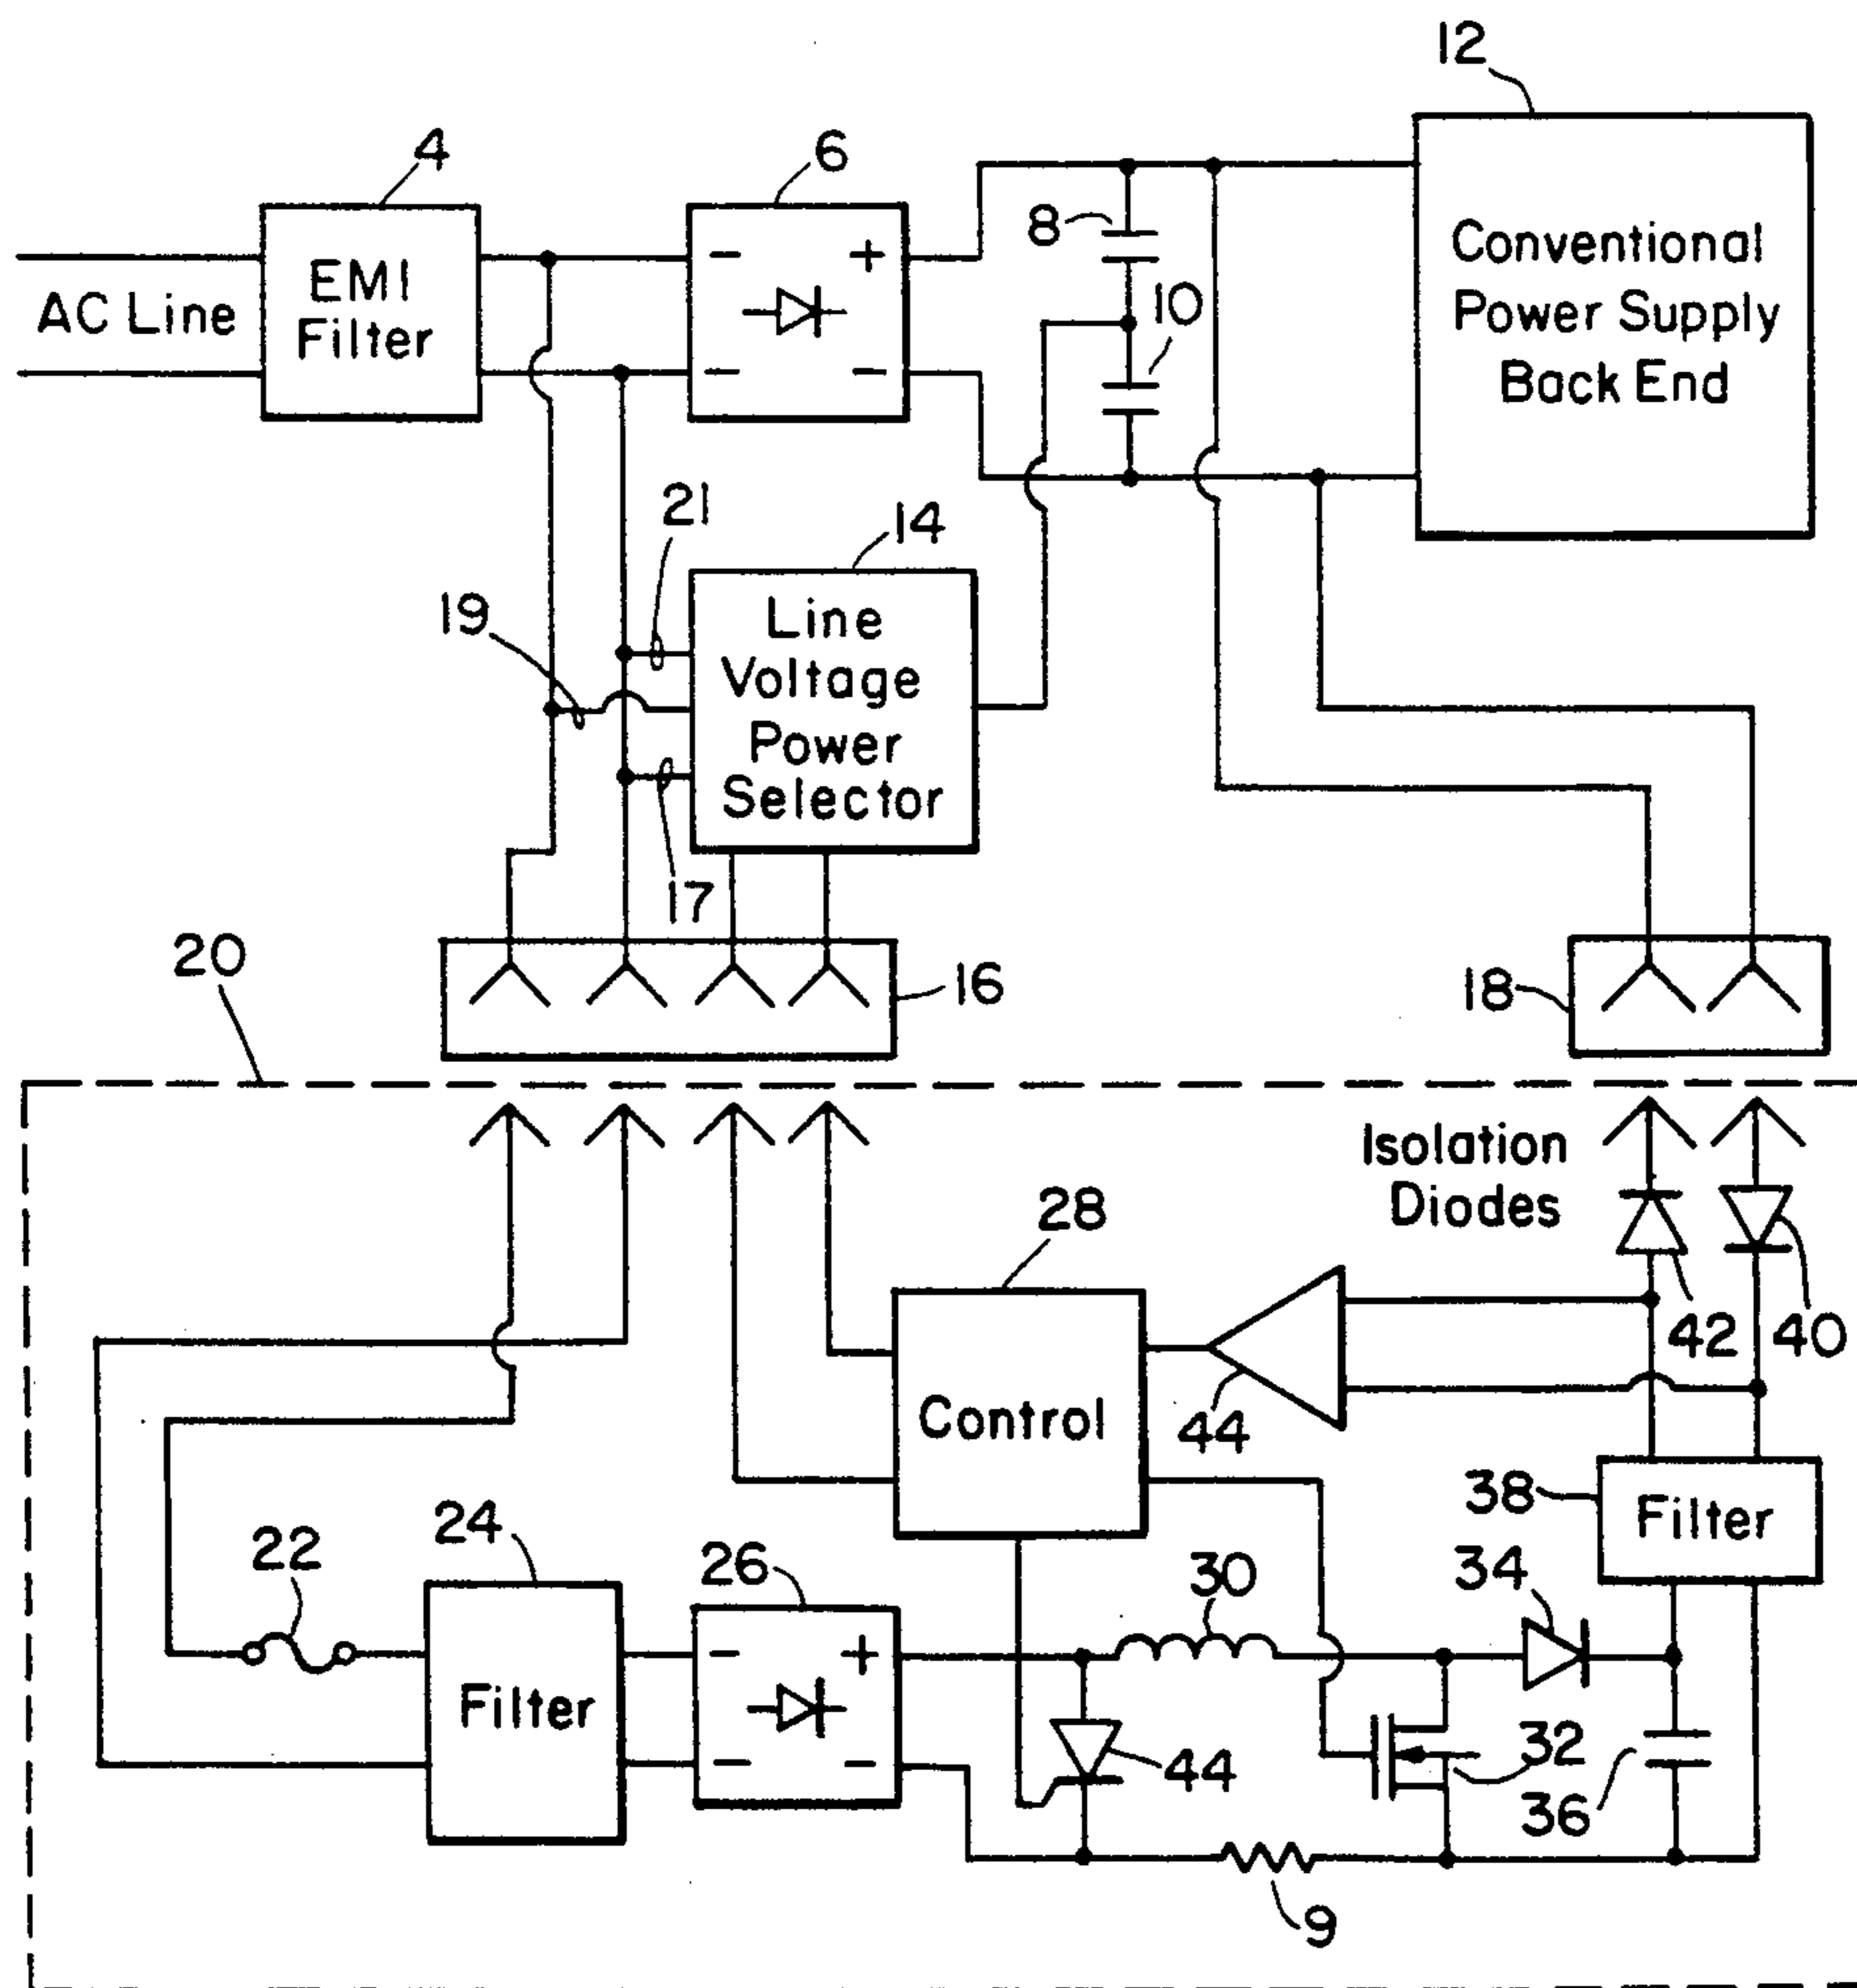 12
4
6
EMI
Filter
AC Line
-
+
-
-
8
10
Conventional
Power Supply
Back End
21
14
19
Line
Voltage
Power
Selector
17
20
16
18
Isolation
Diodes
28
42
40
Control
44
38
Filter
22
24
26
30
34
Filter
-
+
-
-
44
32
36
9